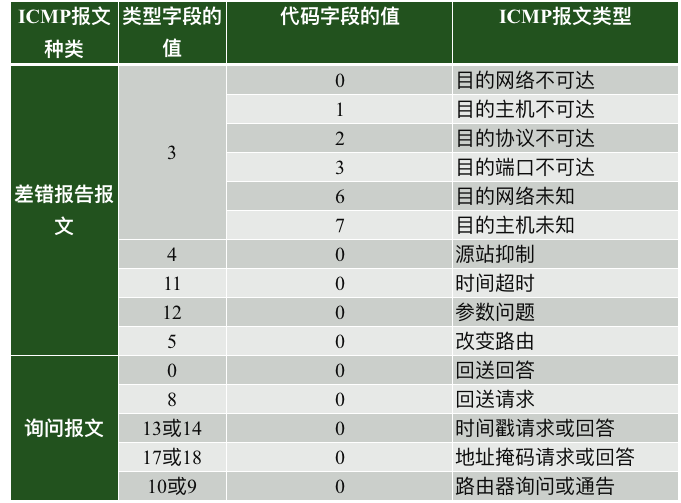 ICMP报文种类 类型字段的值 代码字段的值 ICMP报文类型
差错报告报文 3 0 目的网络不可达
1 目的主机不可达
2 目的协议不可达
3 目的端口不可达
6 目的网络未知
7 目的主机未知
4 0 源站抑制
11 0 时间超时
12 0 参数问题
5 0 改变路由
询问报文 0 0 回送回答
8 0 回送请求
13或14 0 时间戳请求或回答
17或18 0 地址掩码请求或回答
10或9 0 路由器询问或通告